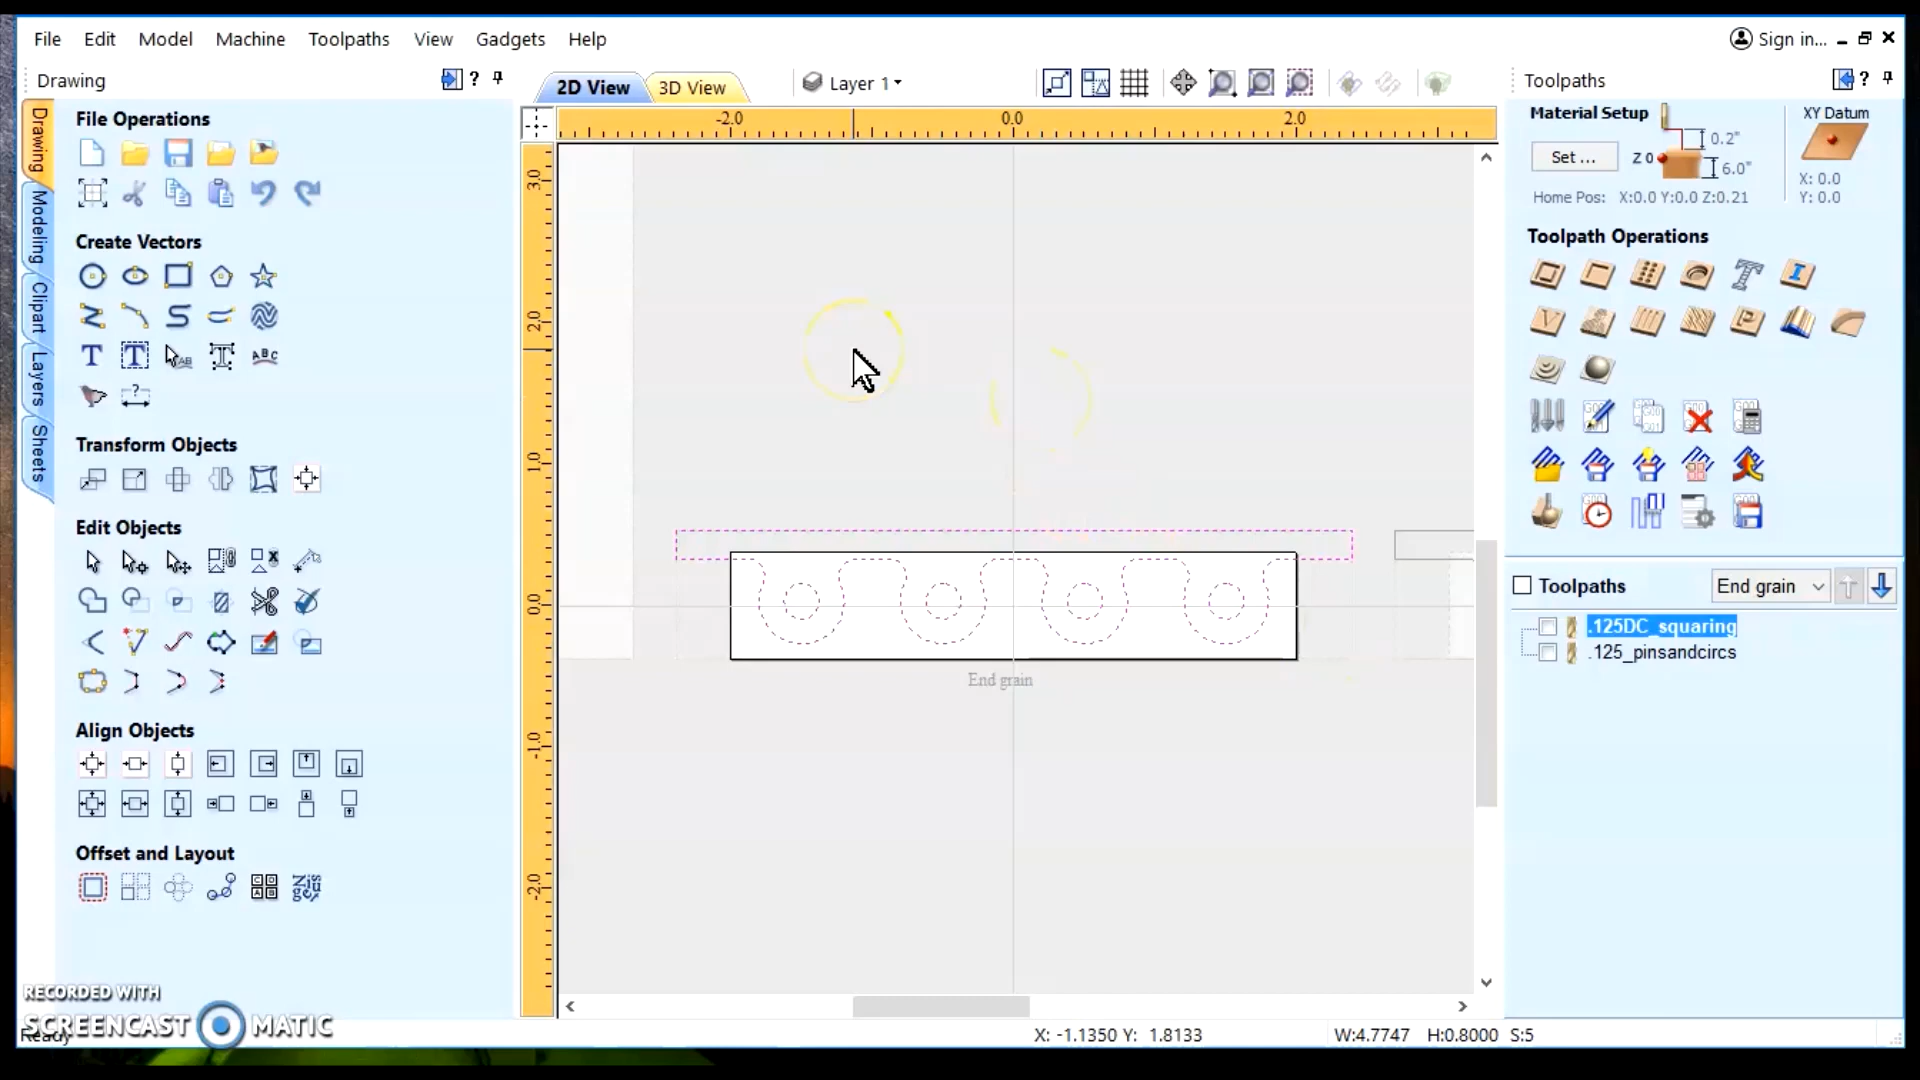 File Edit Model Machine Toolpaths View Gadgets Help
Sign in...
Drawing
2D View 3D View Layer 1
Toolpaths
File Operations
-2.0 0.0 2.0
Material Setup
XY Datum
0.2"
Set ...
Z 0
6.0"
X: 0.0
Y: 0.0
Home Pos: X:0.0 Y:0.0 Z:0.21
Drawing
Modeling
Clipart
Layers
Sheets
Create Vectors
Toolpath Operations
Transform Objects
Edit Objects
3.0
2.0
1.0
0.0
-1.0
-2.0
End grain
Toolpaths End grain
.125DC_squaring
.125_pinsandcircs
Align Objects
Offset and Layout
RECORDED WITH
SCREENCAST MATIC
Ready
X: -1.1350 Y: 1.8133
W:4.7747 H:0.8000 S:5